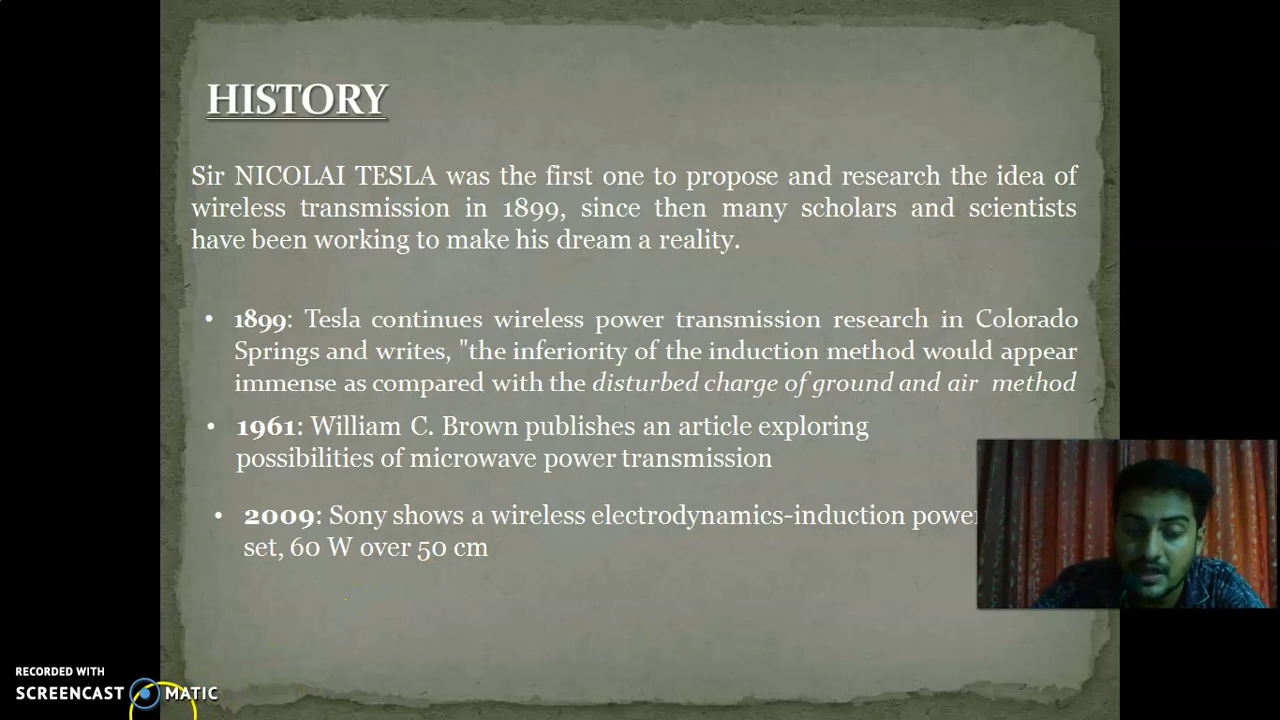 HISTORY
Sir NICOLAI TESLA was the first one to propose and research the idea of
wireless transmission in 1899, since then many scholars and scientists
have been working to make his dream a reality.
• 1899: Tesla continues wireless power transmission research in Colorado
Springs and writes, "the inferiority of the induction method would appear
immense as compared with the disturbed charge of ground and air method
• 1961: William C. Brown publishes an article exploring
possibilities of microwave power transmission
• 2009: Sony shows a wireless electrodynamics-induction power
set, 60 W over 50 cm
RECORDED WITH
SCREENCAST MATIC